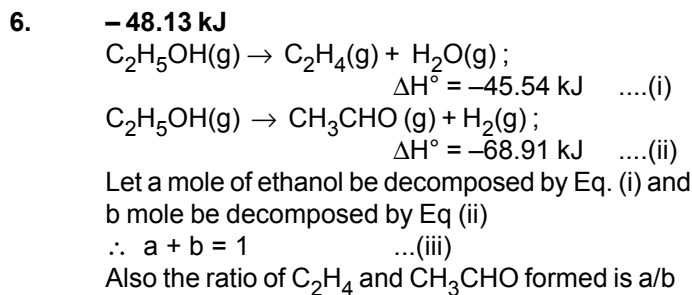 6. – 48.13 kJ
C₂H₅OH(g) → C₂H₄(g) + H₂O(g) ;
ΔH° = –45.54 kJ ....(i)
C₂H₅OH(g) → CH₃CHO (g) + H₂(g) ;
ΔH° = –68.91 kJ ....(ii)
Let a mole of ethanol be decomposed by Eq. (i) and
b mole be decomposed by Eq (ii)
∴ a + b = 1 ...(iii)
Also the ratio of C₂H₄ and CH₃CHO formed is a/b